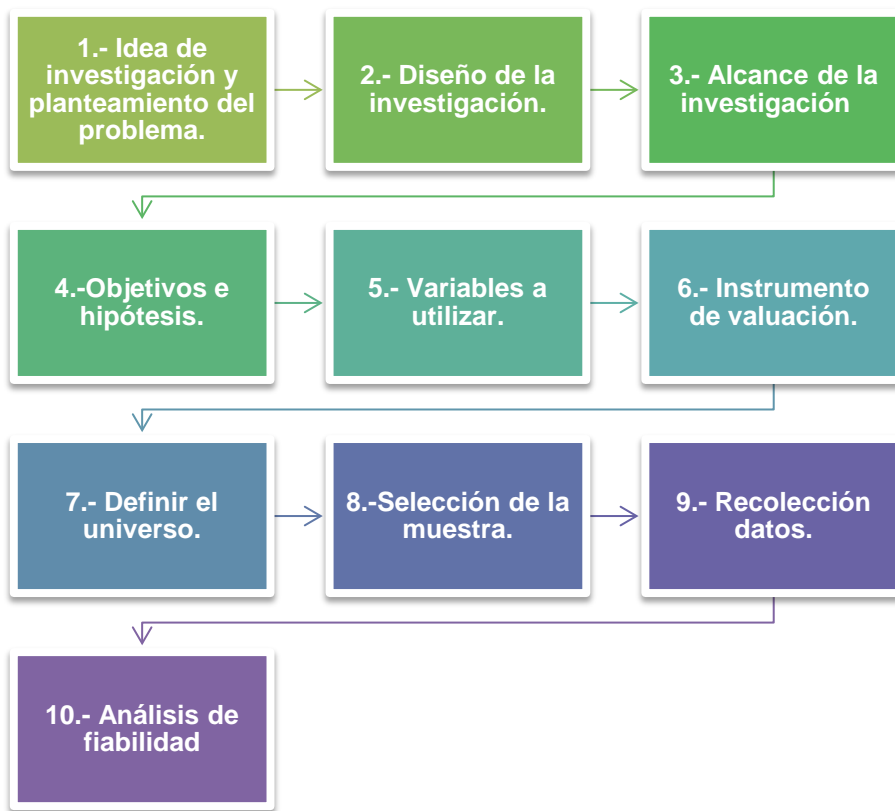 1.- Idea de
investigación y
planteamiento del
problema.
2.- Diseño de la
investigación.
3.- Alcance de la
investigación
4.-Objetivos e
hipótesis.
5.- Variables a
utilizar.
6.- Instrumento
de valuación.
7.- Definir el
universo.
8.-Selección de la
muestra.
9.- Recolección
datos.
10.- Análisis de
fiabilidad